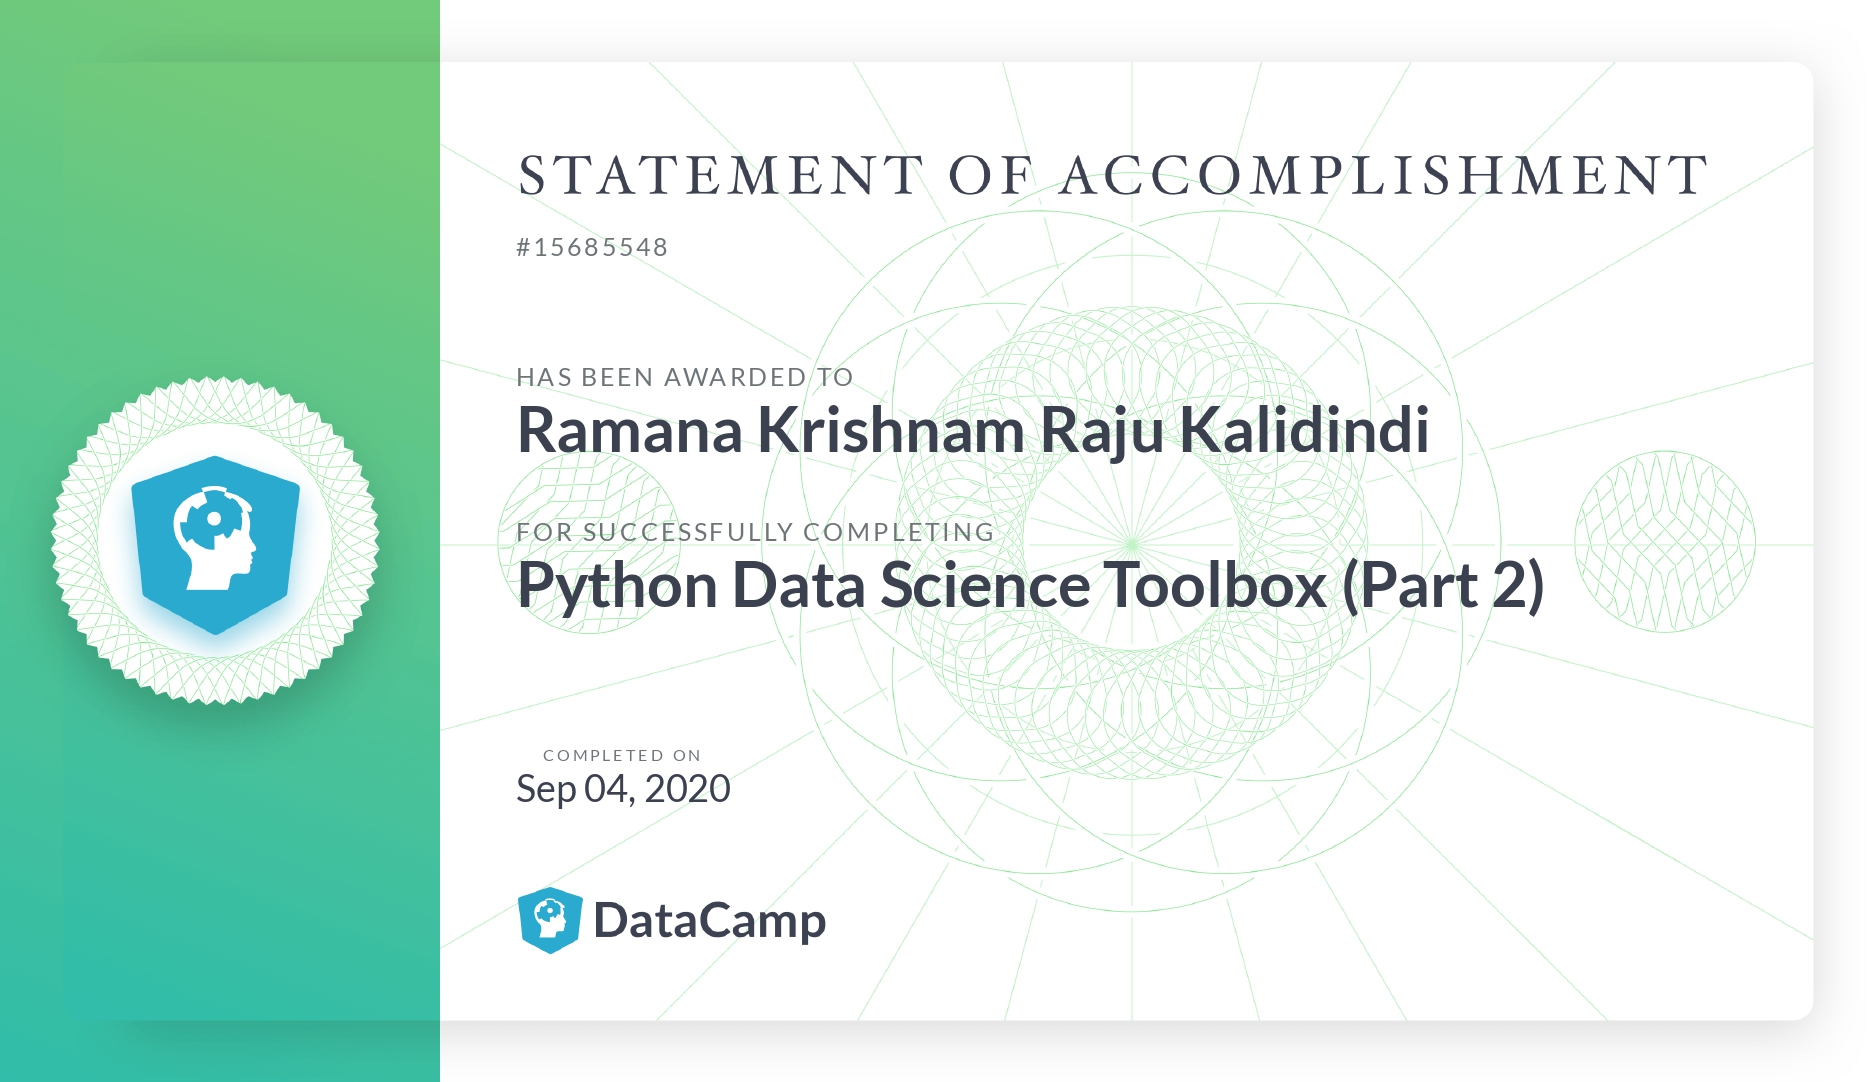 STATEMENT OF ACCOMPLISHMENT
#15685548
HAS BEEN AWARDED TO
Ramana Krishnam Raju Kalidindi
FOR SUCCESSFULLY COMPLETING
Python Data Science Toolbox (Part 2)
COMPLETED ON
Sep 04, 2020
DataCamp